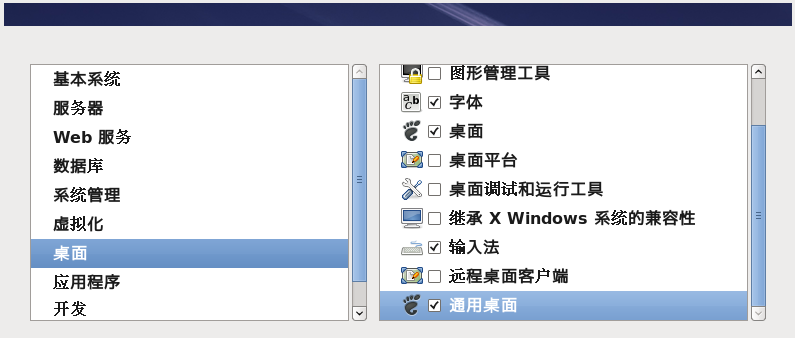 基本系统
服务器
Web 服务
数据库
系统管理
虚拟化
桌面
应用程序
开发
图形管理工具
字体
桌面
桌面平台
桌面调试和运行工具
继承 X Windows 系统的兼容性
输入法
远程桌面客户端
通用桌面